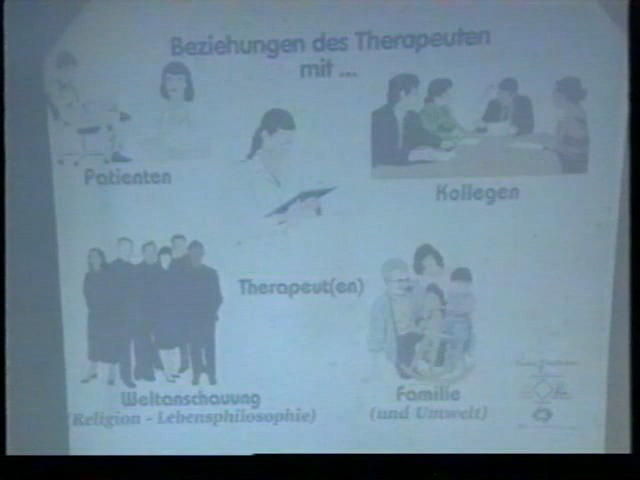 Beziehungen des Therapeuten
mit ...
Patienten
Kollegen
Therapeut(en)
Weltanschauung
(Religion - Lebensphilosophie)
Familie
(und Umwelt)